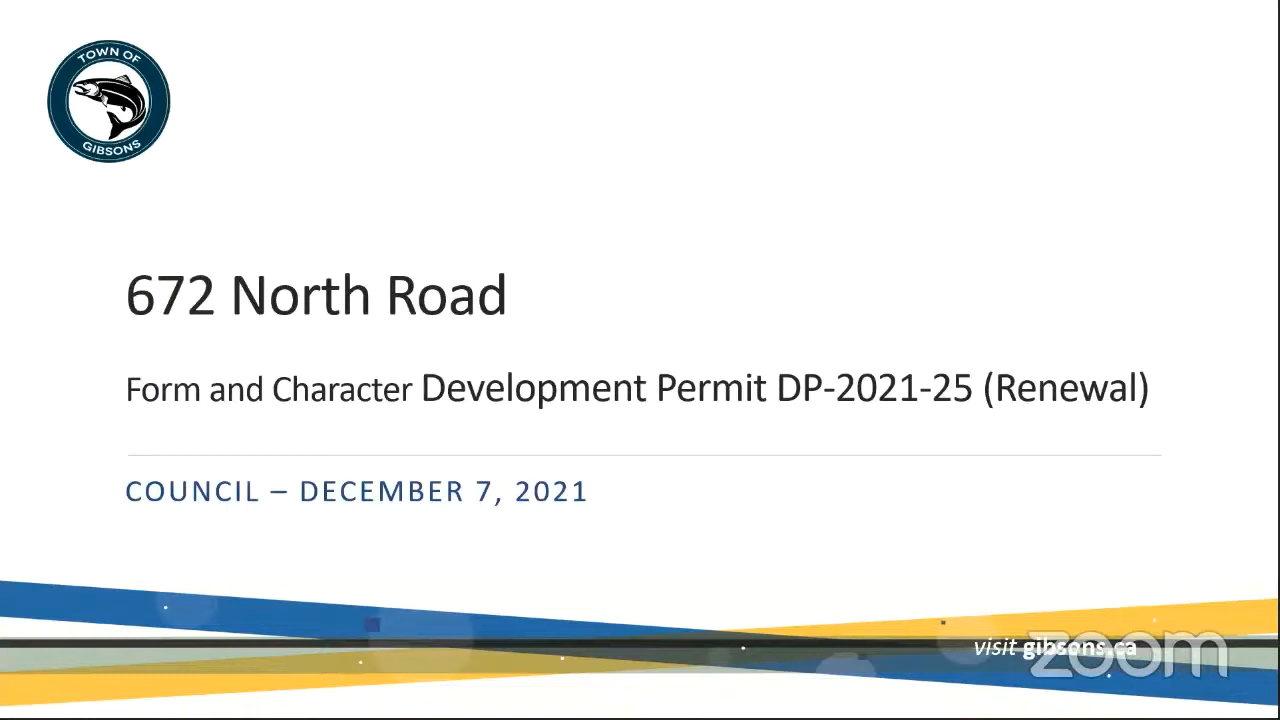 TOWN OF
GIBSONS
672 North Road
Form and Character Development Permit DP-2021-25 (Renewal)
COUNCIL – DECEMBER 7, 2021
visit gibsons.ca
zoom